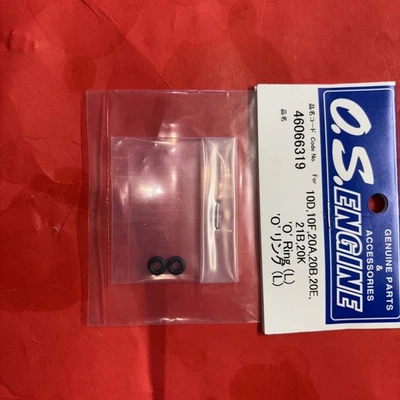 GENUINE PARTS
&
ACCESSORIES
O.S.ENGINE
品名コード Code No. For
46066319 10D,10F,20A,20B,20E,
21B,20K
品名 'O' Ring (L)
'O' リング (L)